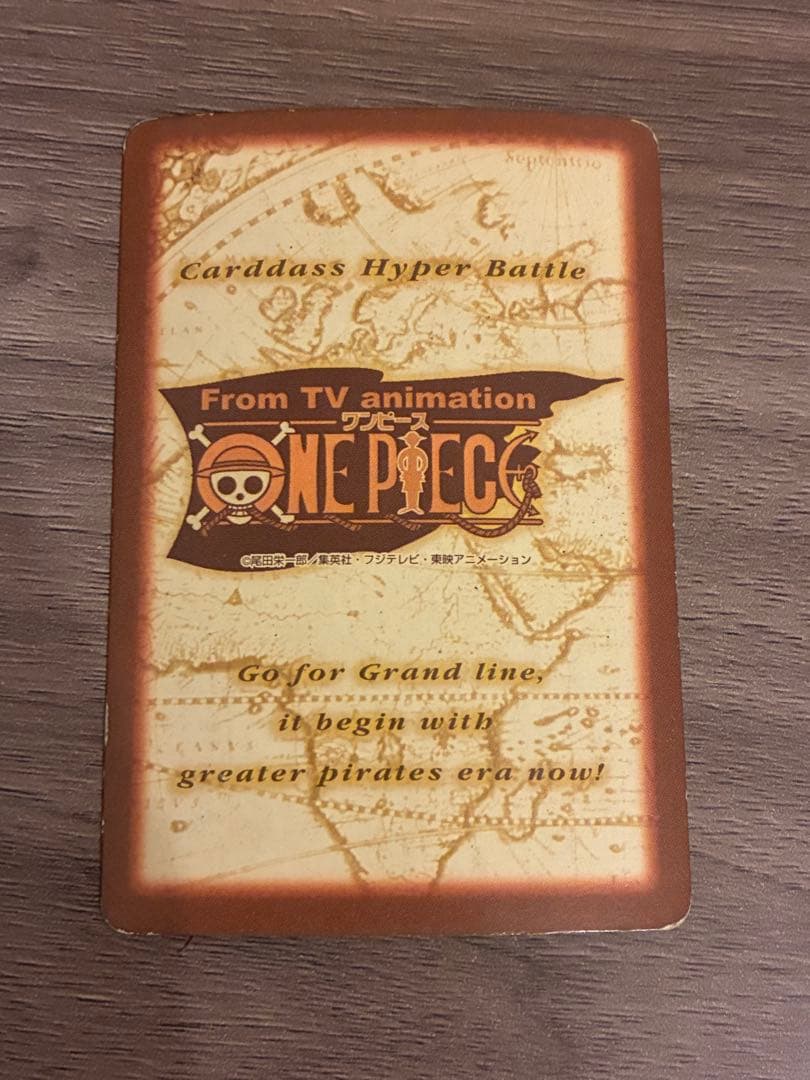 Septentrio
Carddass Hyper Battle
From TV animation
ワンピース
ONE PIECE
©尾田栄一郎／集英社・フジテレビ・東映アニメーション
Go for Grand line,
it begin with
greater pirates era now!